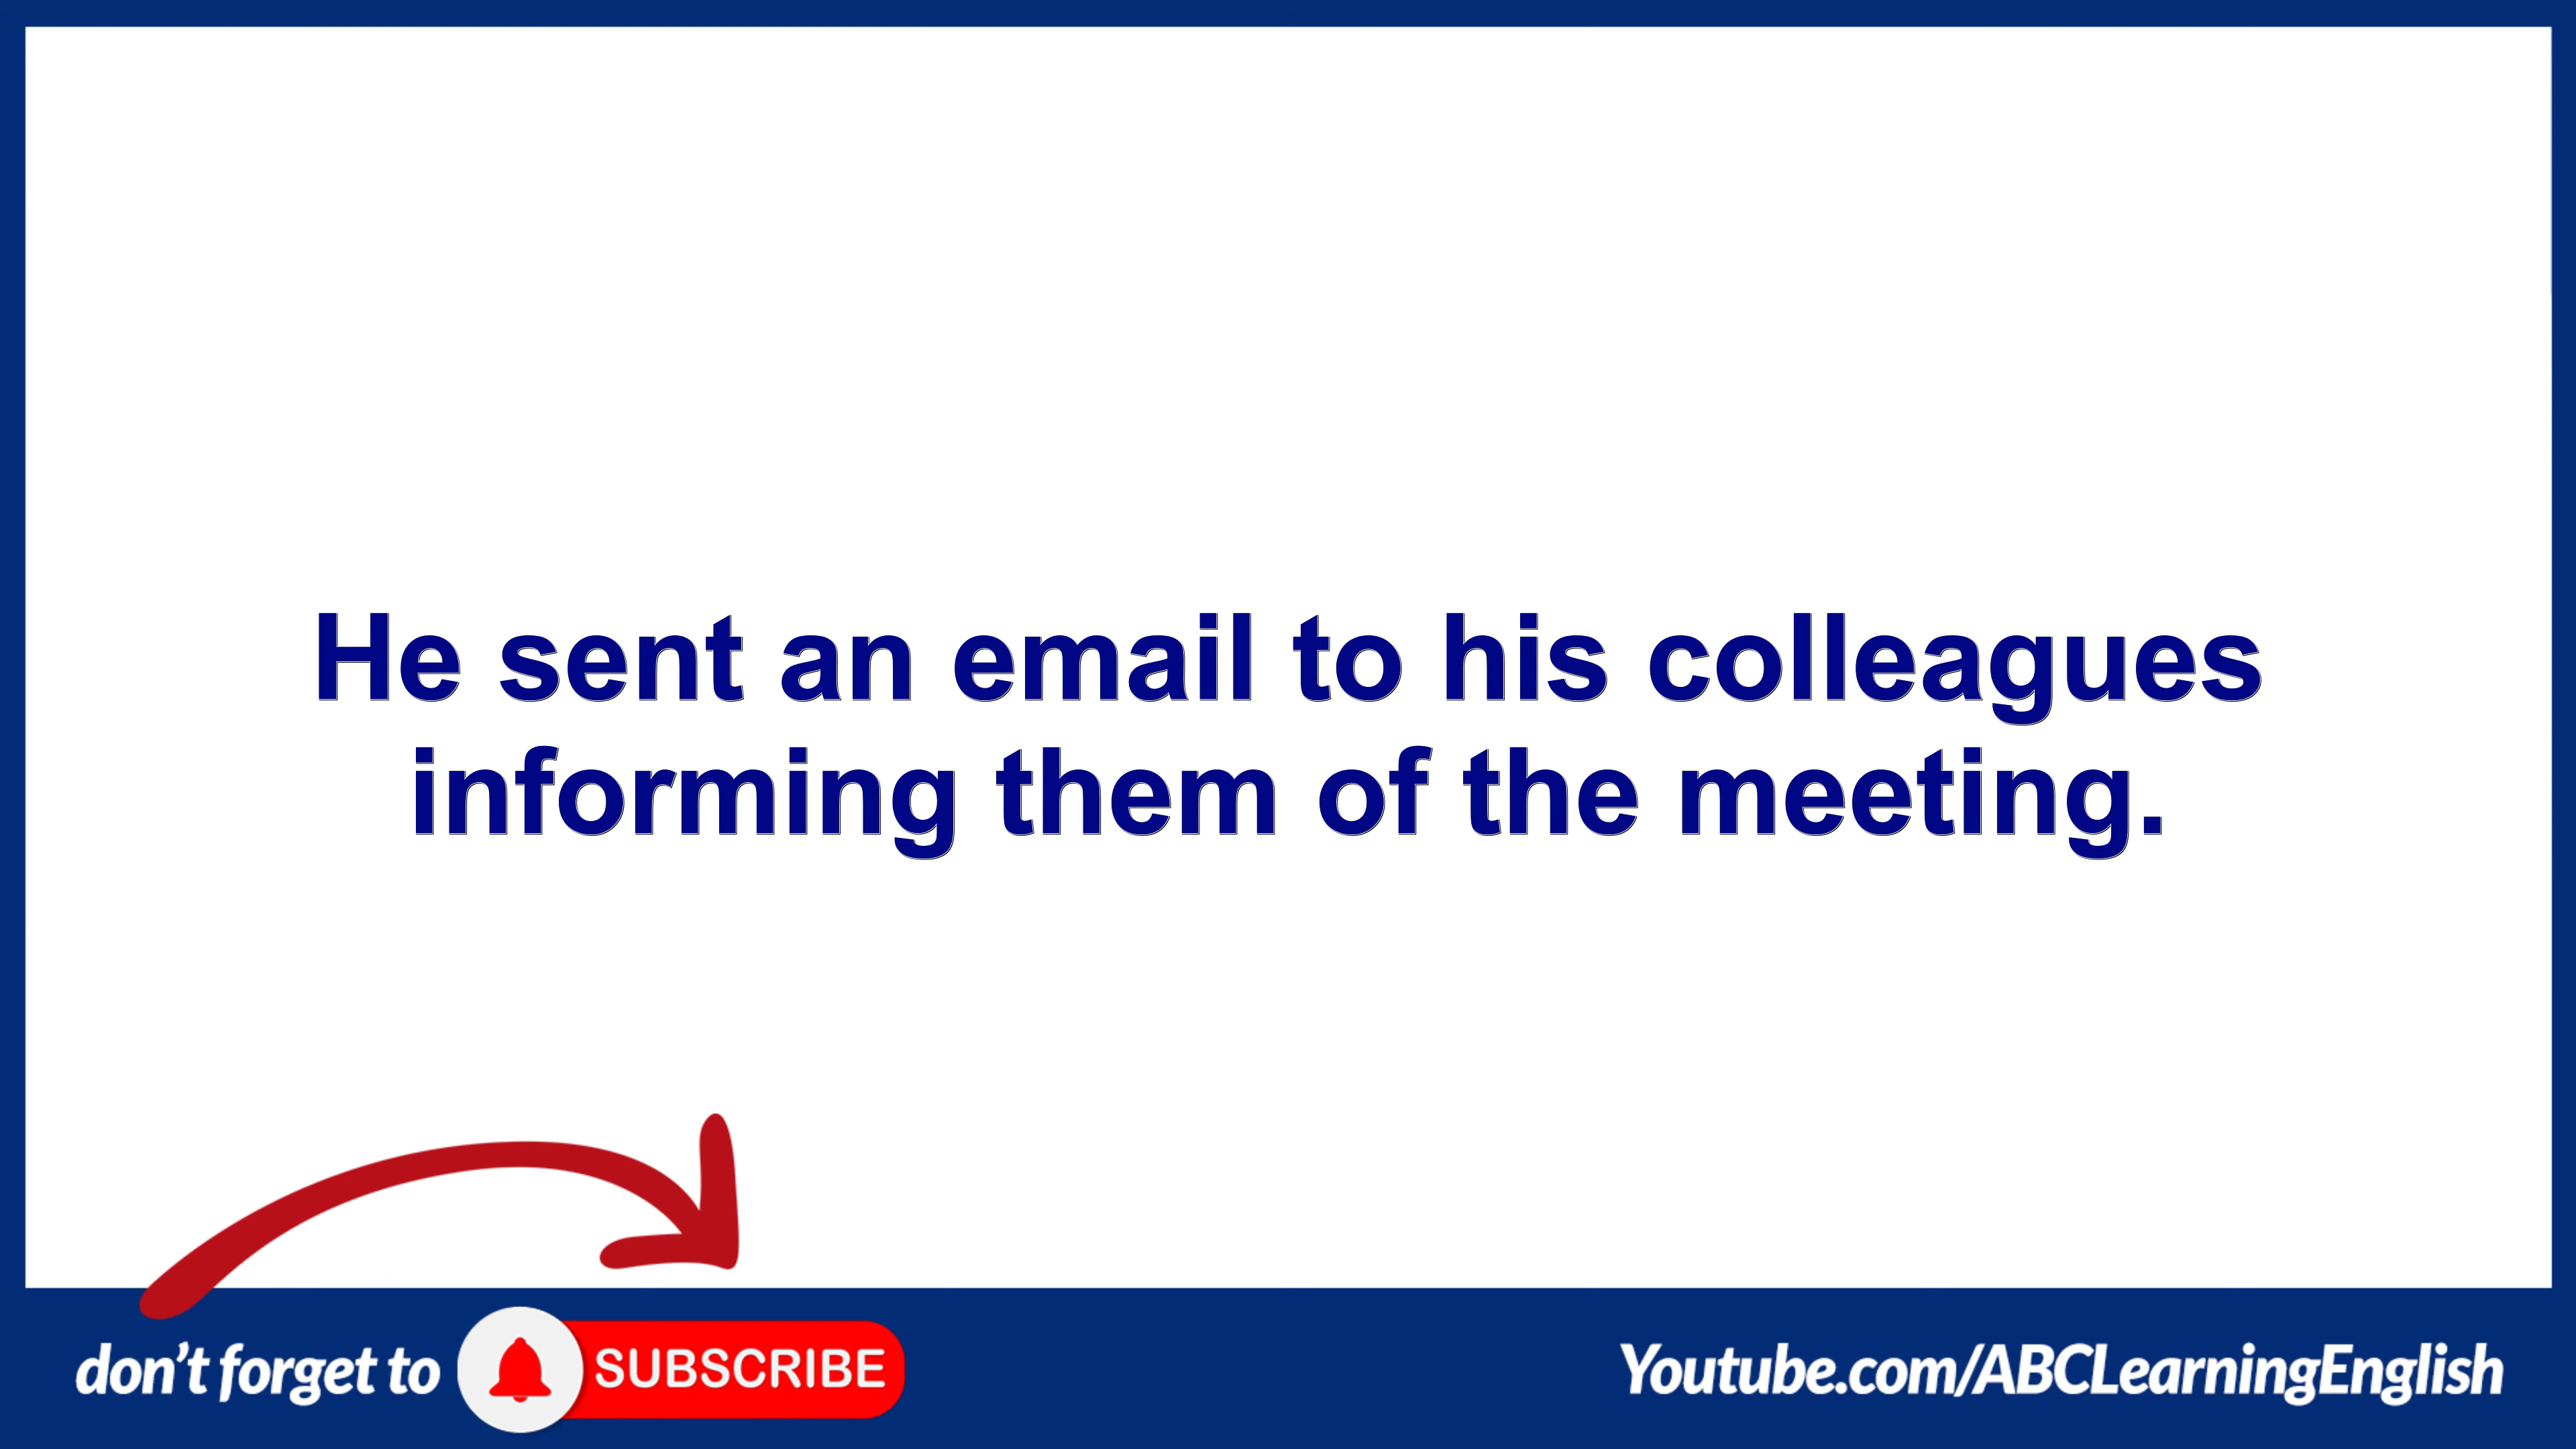 He sent an email to his colleagues
informing them of the meeting.
don't forget to SUBSCRIBE Youtube.com/ABCLearningEnglish